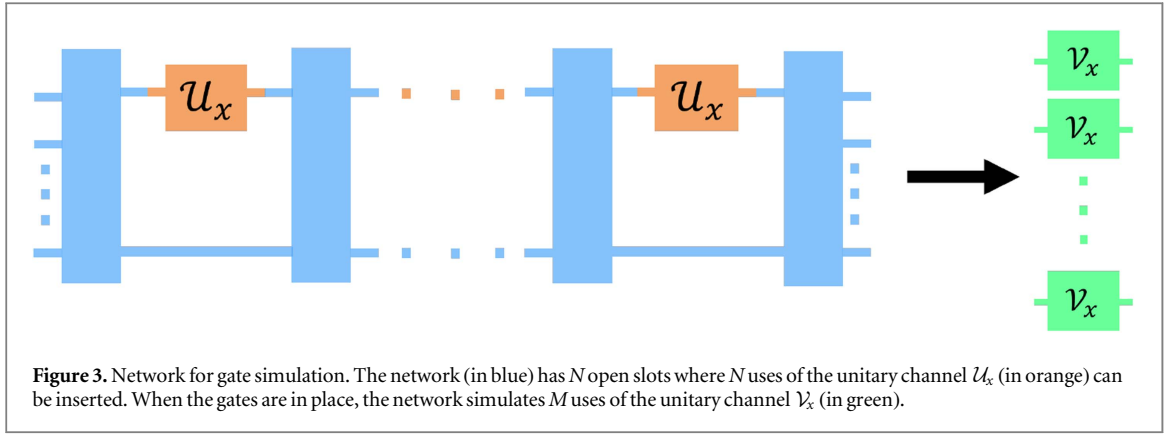 𝒰ₓ
𝒰ₓ
𝒱ₓ
𝒱ₓ
𝒱ₓ
Figure 3. Network for gate simulation. The network (in blue) has N open slots where N uses of the unitary channel 𝒰ₓ (in orange) can
be inserted. When the gates are in place, the network simulates M uses of the unitary channel 𝒱ₓ (in green).